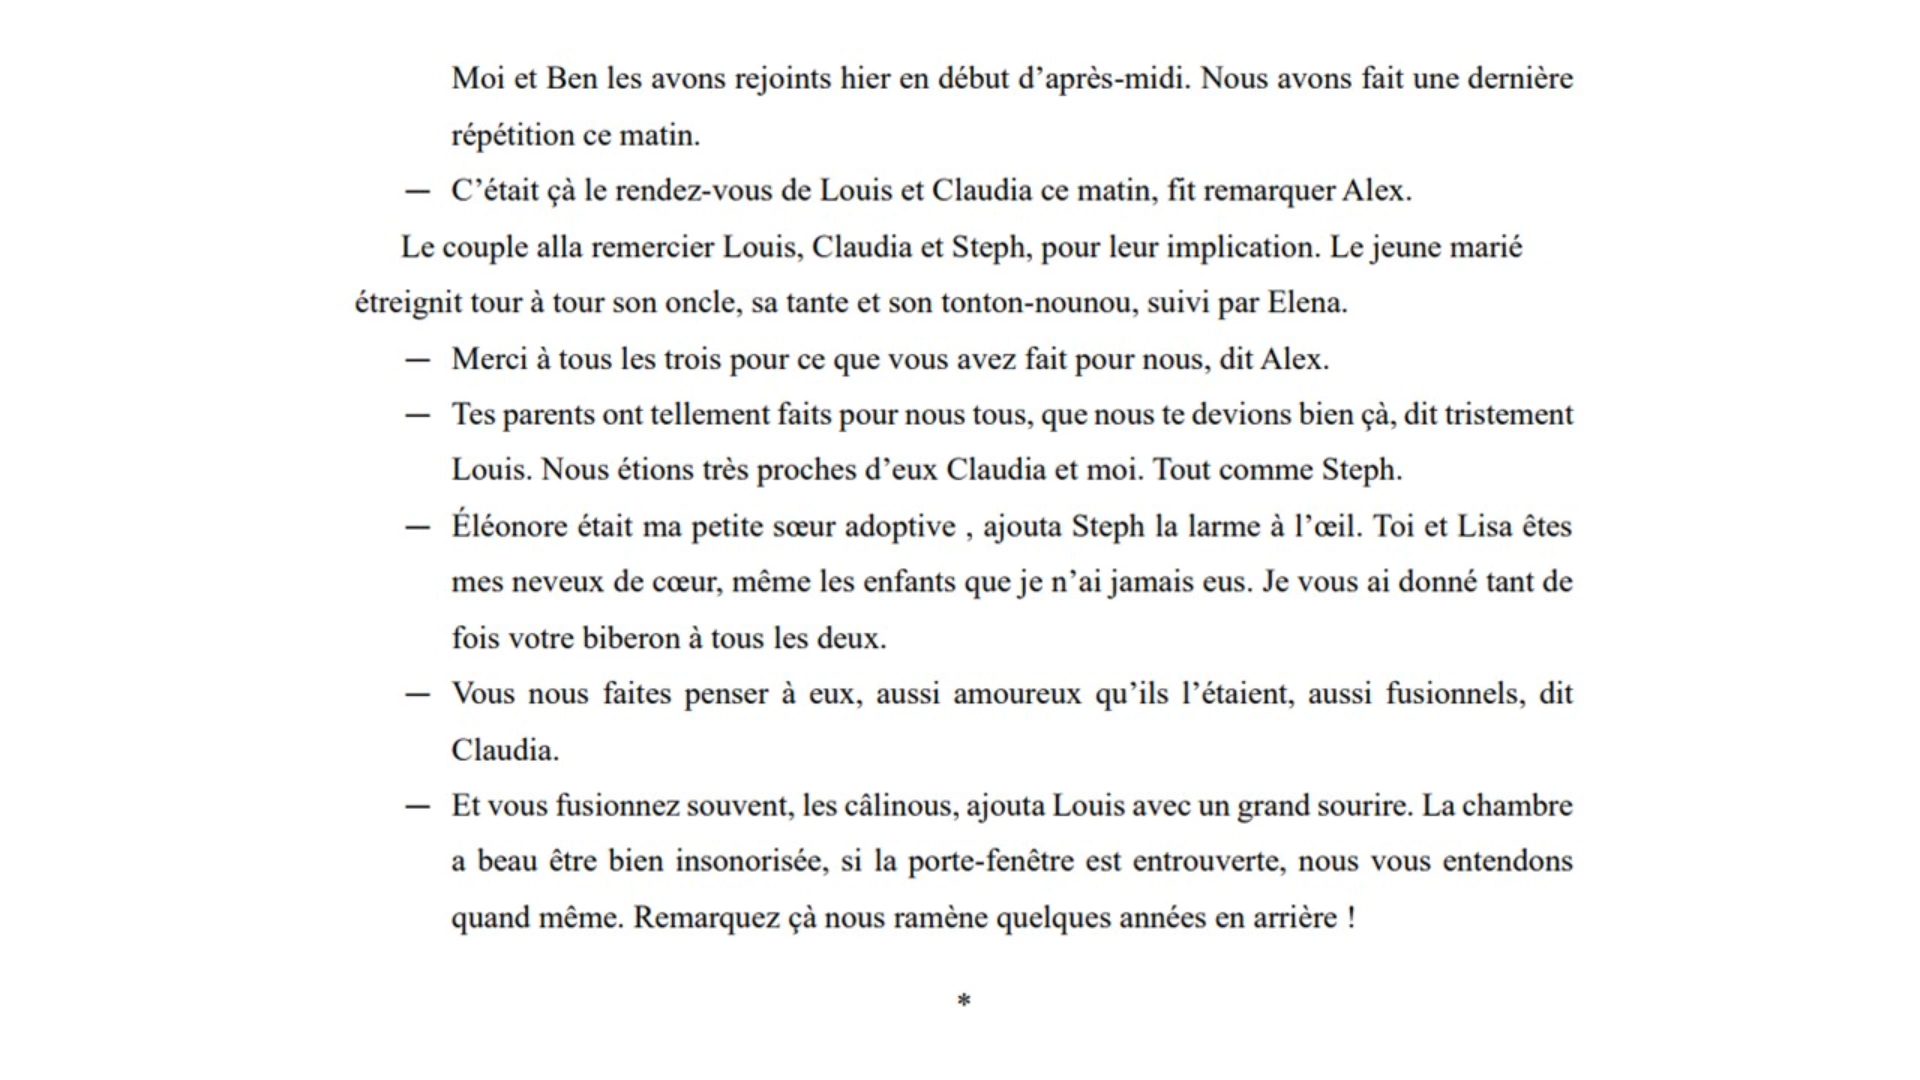 Moi et Ben les avons rejoints hier en début d’après-midi. Nous avons fait une dernière
répétition ce matin.
— C’était çà le rendez-vous de Louis et Claudia ce matin, fit remarquer Alex.
Le couple alla remercier Louis, Claudia et Steph, pour leur implication. Le jeune marié
étreignit tour à tour son oncle, sa tante et son tonton-nounou, suivi par Elena.
— Merci à tous les trois pour ce que vous avez fait pour nous, dit Alex.
— Tes parents ont tellement faits pour nous tous, que nous te devions bien çà, dit tristement
Louis. Nous étions très proches d’eux Claudia et moi. Tout comme Steph.
— Éléonore était ma petite sœur adoptive , ajouta Steph la larme à l’œil. Toi et Lisa êtes
mes neveux de cœur, même les enfants que je n’ai jamais eus. Je vous ai donné tant de
fois votre biberon à tous les deux.
— Vous nous faites penser à eux, aussi amoureux qu’ils l’étaient, aussi fusionnels, dit
Claudia.
— Et vous fusionnez souvent, les câlinous, ajouta Louis avec un grand sourire. La chambre
a beau être bien insonorisée, si la porte-fenêtre est entrouverte, nous vous entendons
quand même. Remarquez çà nous ramène quelques années en arrière !
*